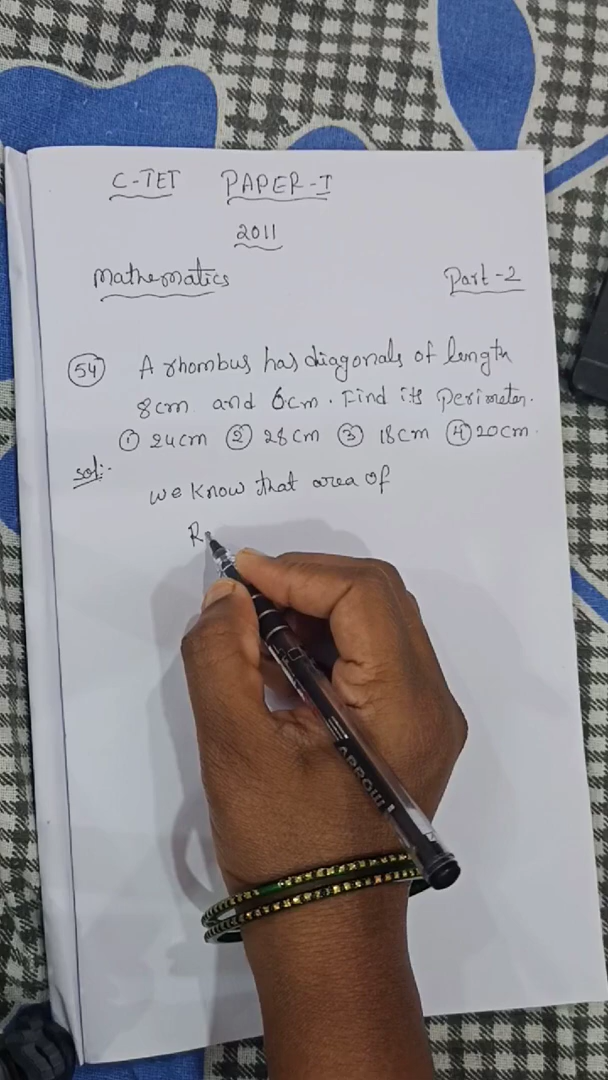 C-TET PAPER-I
2011
Mathematics Part-2
54 A rhombus has diagonals of length
8cm and 6cm. Find its perimeter.
1 24cm 2 28cm 3 18cm 4 20cm.
Sol:-
we know that area of
R
ARROW